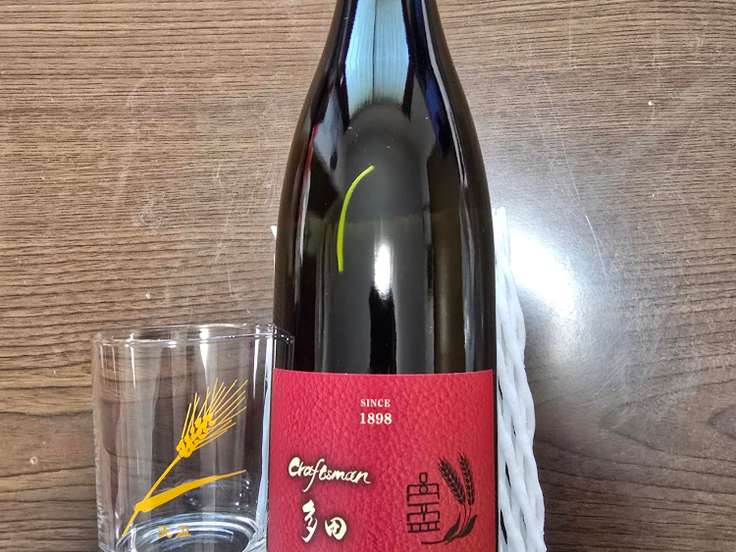 SINCE
1898
Craftsman
多田